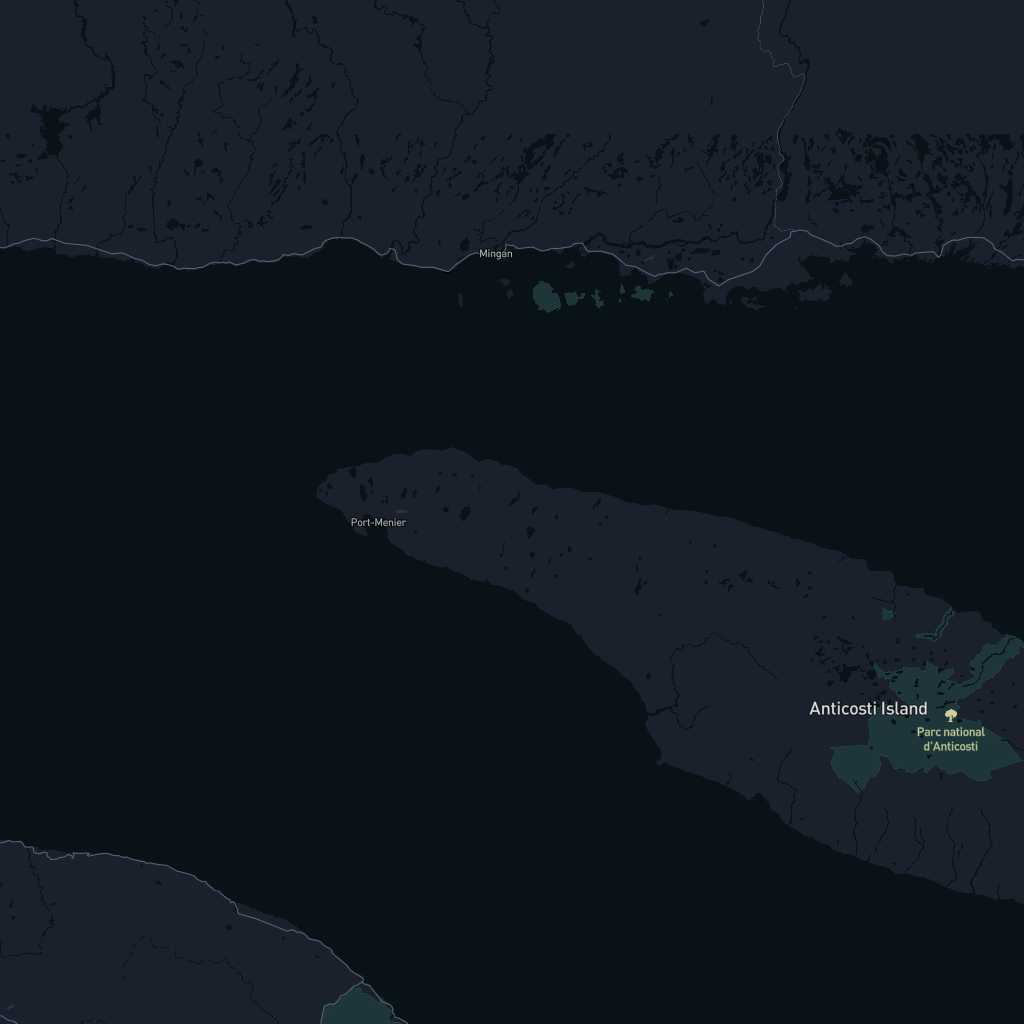 Mingan
Port-Menier
Anticosti Island
Parc national
d'Anticosti